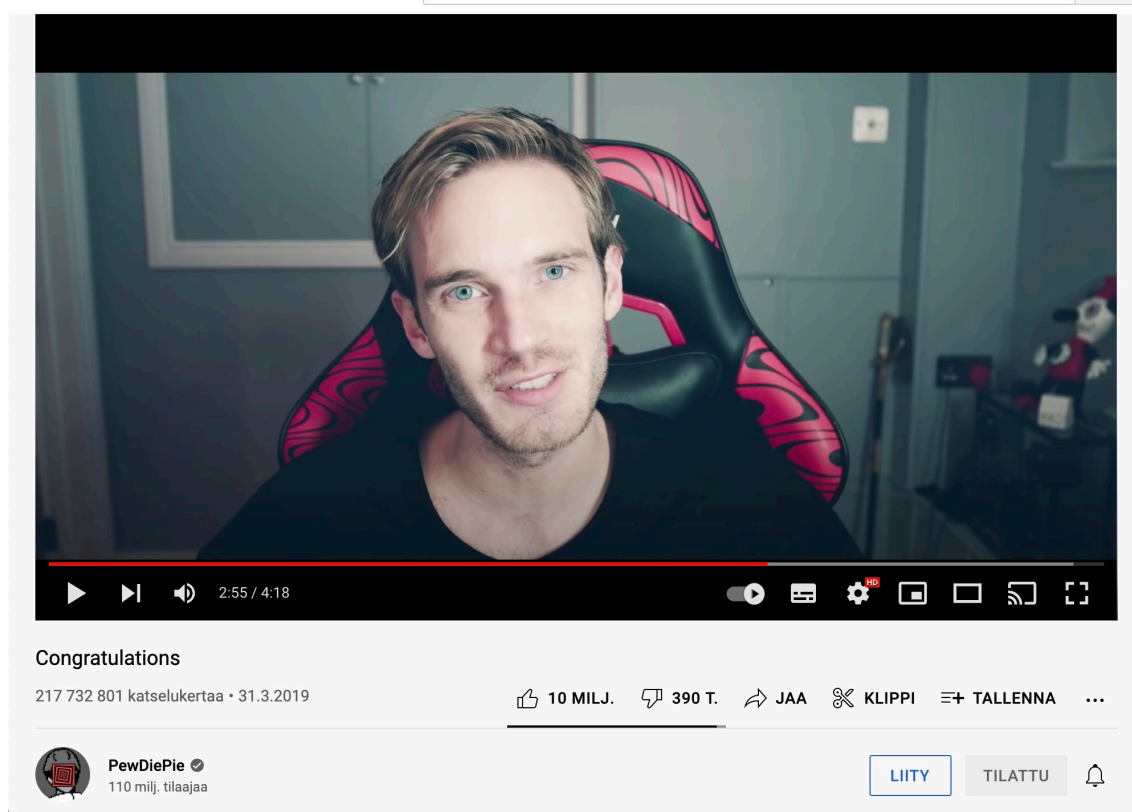 2:55 / 4:18
HD
Congratulations
217 732 801 katselukertaa • 31.3.2019
10 MILJ.
390 T.
JAA
KLIPPI
TALLENNA
PewDiePie
110 milj. tilaajaa
LIITY
TILATTU